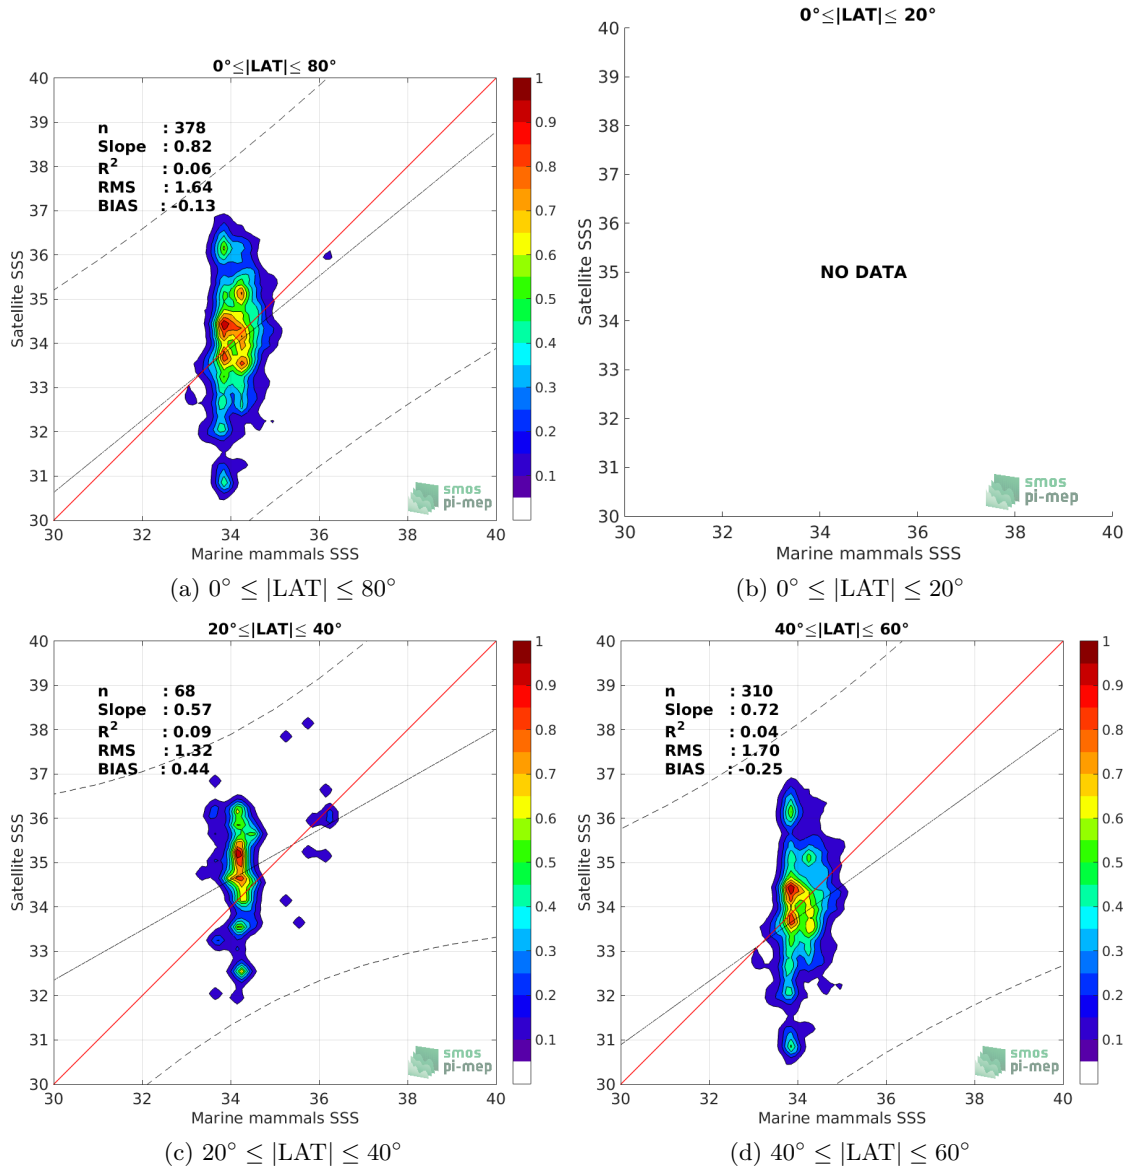 0°≤|LAT|≤ 80°
40
39
38
37
36
35
34
33
32
31
30
Satellite SSS
n : 378
Slope : 0.82
R² : 0.06
RMS : 1.64
BIAS : -0.13
30 32 34 36 38 40
Marine mammals SSS
1
0.9
0.8
0.7
0.6
0.5
0.4
0.3
0.2
0.1
smos
pi-mep
(a) 0° ≤ |LAT| ≤ 80°
0°≤|LAT|≤ 20°
40
39
38
37
36
35
34
33
32
31
30
Satellite SSS
NO DATA
30 32 34 36 38 40
Marine mammals SSS
smos
pi-mep
(b) 0° ≤ |LAT| ≤ 20°
20°≤|LAT|≤ 40°
40
39
38
37
36
35
34
33
32
31
30
Satellite SSS
n : 68
Slope : 0.57
R² : 0.09
RMS : 1.32
BIAS : 0.44
30 32 34 36 38 40
Marine mammals SSS
1
0.9
0.8
0.7
0.6
0.5
0.4
0.3
0.2
0.1
smos
pi-mep
(c) 20° ≤ |LAT| ≤ 40°
40°≤|LAT|≤ 60°
40
39
38
37
36
35
34
33
32
31
30
Satellite SSS
n : 310
Slope : 0.72
R² : 0.04
RMS : 1.70
BIAS : -0.25
30 32 34 36 38 40
Marine mammals SSS
1
0.9
0.8
0.7
0.6
0.5
0.4
0.3
0.2
0.1
smos
pi-mep
(d) 40° ≤ |LAT| ≤ 60°